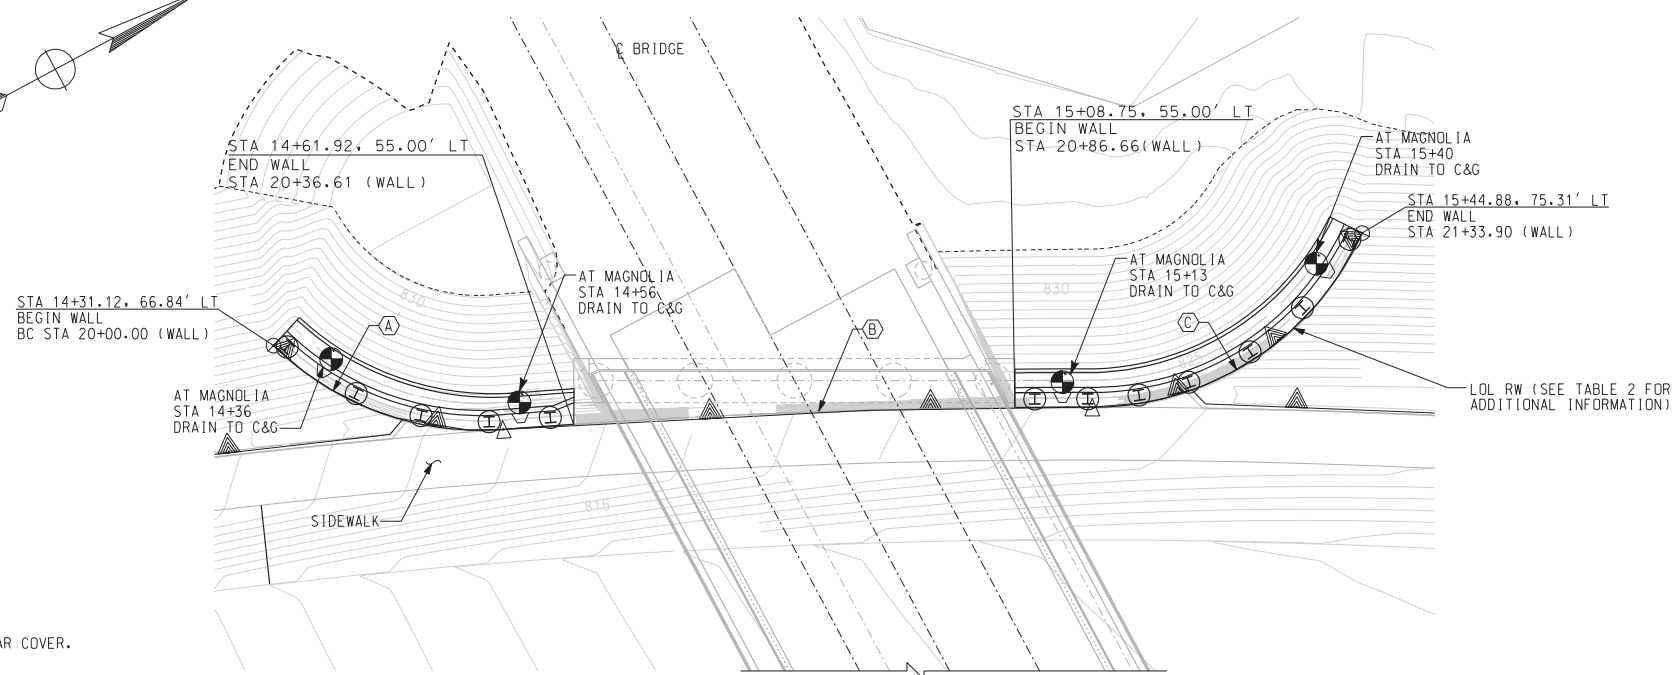 ℄ BRIDGE
STA 14+61.92, 55.00' LT
END WALL
STA 20+36.61 (WALL)
STA 15+08.75, 55.00' LT
BEGIN WALL
STA 20+86.66(WALL)
AT MAGNOLIA
STA 15+40
DRAIN TO C&G
STA 15+44.88, 75.31' LT
END WALL
STA 21+33.90 (WALL)
AT MAGNOLIA
STA 14+56
DRAIN TO C&G
AT MAGNOLIA
STA 15+13
DRAIN TO C&G
830
830
STA 14+31.12, 66.84' LT
BEGIN WALL
BC STA 20+00.00 (WALL)
A
B
C
825
AT MAGNOLIA
STA 14+36
DRAIN TO C&G
LOL RW (SEE TABLE 2 FOR
ADDITIONAL INFORMATION)
SIDEWALK
815
AR COVER.